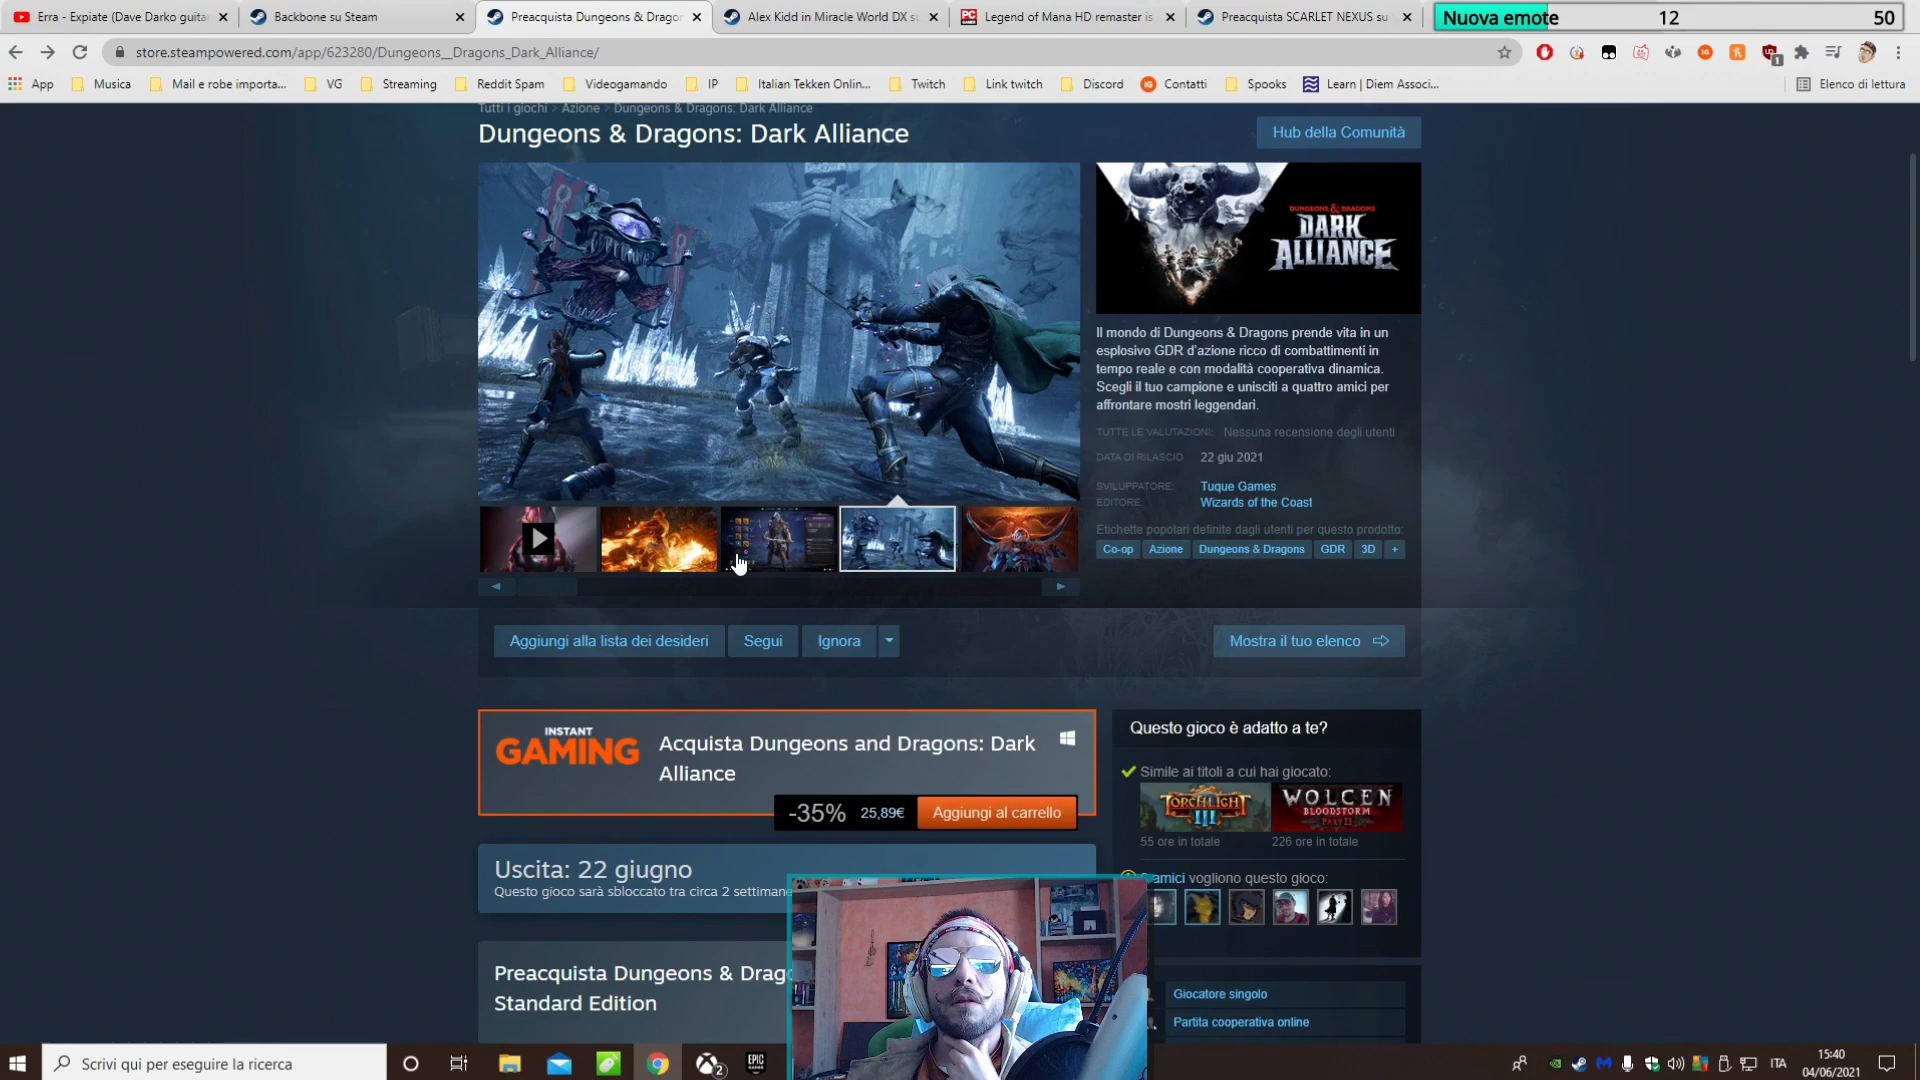 Erra - Expiate (Dave Darko guita
Backbone su Steam
Preacquista Dungeons & Dragon
Alex Kidd in Miracle World DX su
Legend of Mana HD remaster is
Preacquista SCARLET NEXUS su
Nuova emote 12 50
store.steampowered.com/app/623280/Dungeons__Dragons_Dark_Alliance/
App
Musica
Mail e robe importa...
VG
Streaming
Reddit Spam
Videogamando
IP
Italian Tekken Onlin...
Twitch
Link twitch
Discord
Contatti
Spooks
Learn | Diem Associ...
Elenco di lettura
Tutti i giochi > Azione > Dungeons & Dragons: Dark Alliance
Dungeons & Dragons: Dark Alliance
Hub della Comunità
DUNGEONS & DRAGONS
DARK
ALLIANCE
Il mondo di Dungeons & Dragons prende vita in un
esplosivo GDR d'azione ricco di combattimenti in
tempo reale e con modalità cooperativa dinamica.
Scegli il tuo campione e unisciti a quattro amici per
affrontare mostri leggendari.
TUTTE LE VALUTAZIONI: Nessuna recensione degli utenti
DATA DI RILASCIO 22 giu 2021
SVILUPPATORE: Tuque Games
EDITORE: Wizards of the Coast
Etichette popolari definite dagli utenti per questo prodotto:
Co-op Azione Dungeons & Dragons GDR 3D +
Aggiungi alla lista dei desideri
Segui
Ignora
Mostra il tuo elenco
INSTANT
GAMING
Acquista Dungeons and Dragons: Dark
Alliance
-35% 25,89€ Aggiungi al carrello
Questo gioco è adatto a te?
Simile ai titoli a cui hai giocato:
TORCHLIGHT
III
WOLCEN
BLOODSTORM
PART II
55 ore in totale
226 ore in totale
amici vogliono questo gioco:
Uscita: 22 giugno
Questo gioco sarà sbloccato tra circa 2 settimane
Preacquista Dungeons & Drag
Standard Edition
Giocatore singolo
Partita cooperativa online
Scrivi qui per eseguire la ricerca
2
EPIC
GAMES
ITA
15:40
04/06/2021